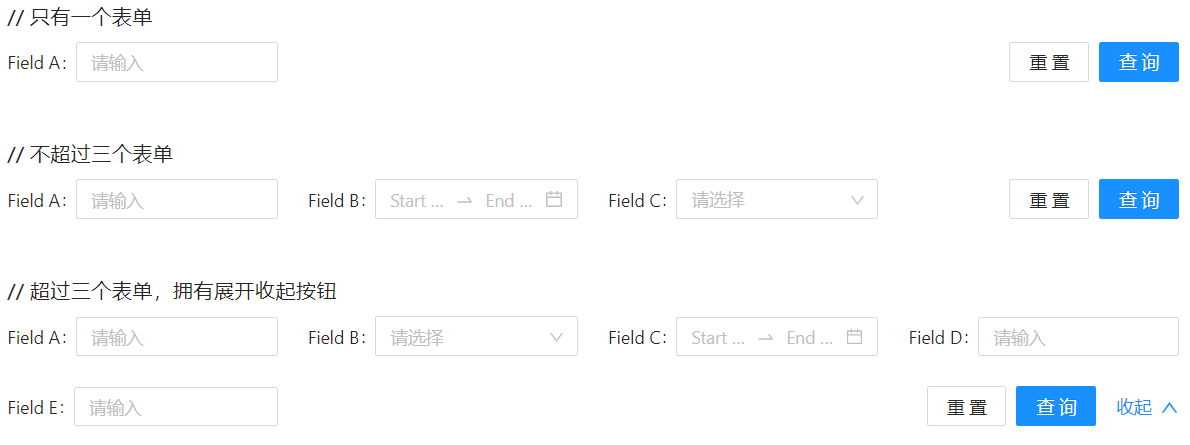 // 只有一个表单
Field A: 请输入 重 置 查 询
// 不超过三个表单
Field A: 请输入 Field B: Start ... End ... Field C: 请选择 重 置 查 询
// 超过三个表单，拥有展开收起按钮
Field A: 请输入 Field B: 请选择 Field C: Start ... End ... Field D: 请输入
Field E: 请输入 重 置 查 询 收起